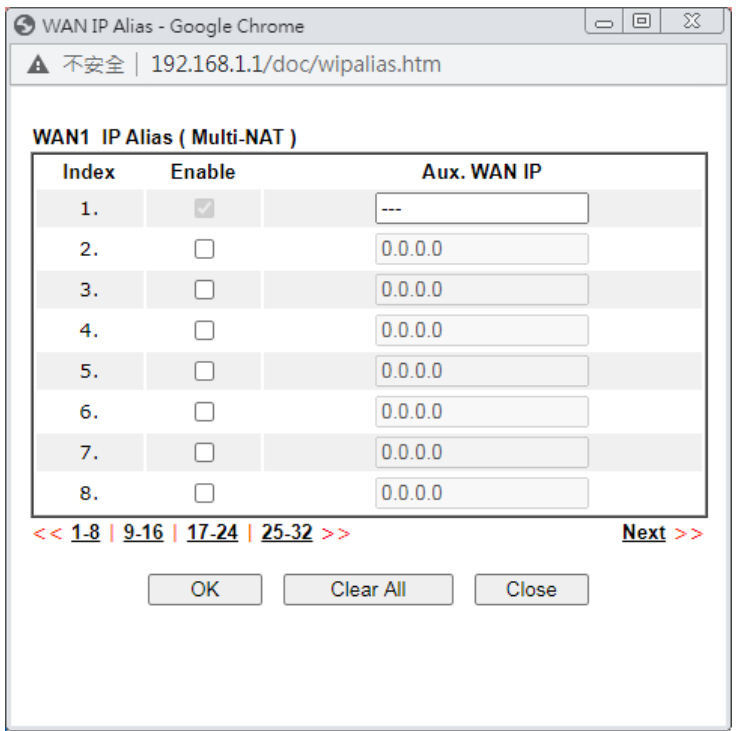 WAN IP Alias - Google Chrome
不安全 | 192.168.1.1/doc/wipalias.htm
WAN1 IP Alias ( Multi-NAT )
Index Enable Aux. WAN IP
1. ---
2. 0.0.0.0
3. 0.0.0.0
4. 0.0.0.0
5. 0.0.0.0
6. 0.0.0.0
7. 0.0.0.0
8. 0.0.0.0
<< 1-8 | 9-16 | 17-24 | 25-32 >> Next >>
OK Clear All Close